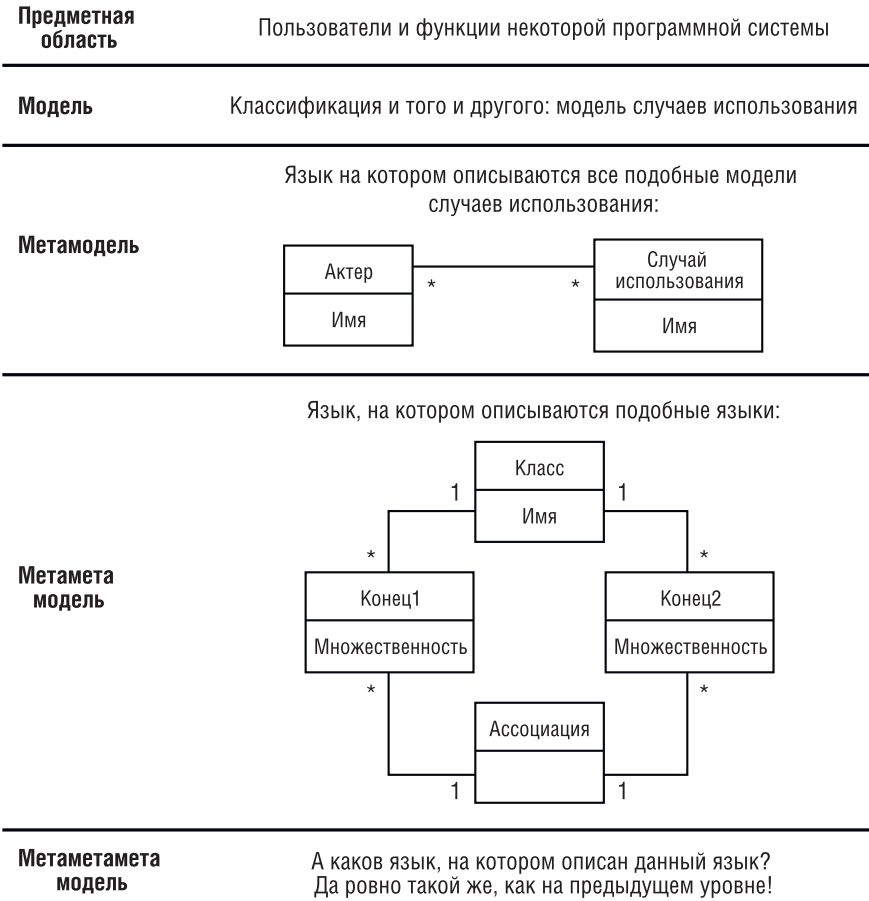 Предметная
область
Пользователи и функции некоторой программной системы
Модель
Классификация и того и другого: модель случаев использования
Метамодель
Язык на котором описываются все подобные модели
случаев использования:
Актер
Имя
*
*
Случай
использования
Имя
Метамета
модель
Язык, на котором описываются подобные языки:
Класс
Имя
1
1
*
*
Конец1
Множественность
Конец2
Множественность
*
*
Ассоциация
1
1
Метаметамета
модель
А каков язык, на котором описан данный язык?
Да ровно такой же, как на предыдущем уровне!